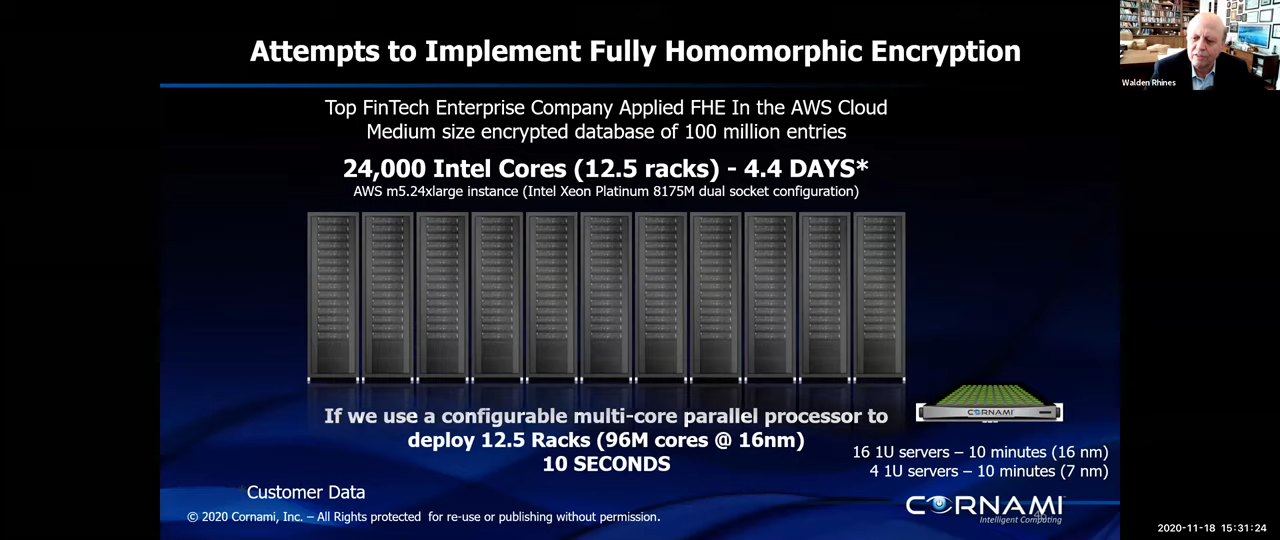 Attempts to Implement Fully Homomorphic Encryption
Walden Rhines
Top FinTech Enterprise Company Applied FHE In the AWS Cloud
Medium size encrypted database of 100 million entries
24,000 Intel Cores (12.5 racks) - 4.4 DAYS*
AWS m5.24xlarge instance (Intel Xeon Platinum 8175M dual socket configuration)
If we use a configurable multi-core parallel processor to
deploy 12.5 Racks (96M cores @ 16nm)
10 SECONDS
CORNAMI
16 1U servers – 10 minutes (16 nm)
4 1U servers – 10 minutes (7 nm)
Customer Data
© 2020 Cornami, Inc. – All Rights protected for re-use or publishing without permission.
CORNAMI
Intelligent Computing
2020-11-18 15:31:24